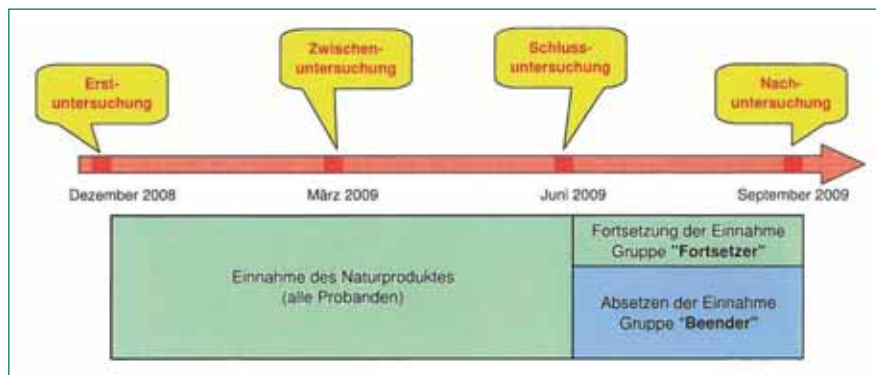 Erst-
untersuchung
Zwischen-
untersuchung
Schluss-
untersuchung
Nach-
untersuchung
Dezember 2008
März 2009
Juni 2009
September 2009
Einnahme des Naturproduktes
(alle Probanden)
Fortsetzung der Einnahme
Gruppe "Fortsetzer"
Absetzen der Einnahme
Gruppe "Beender"